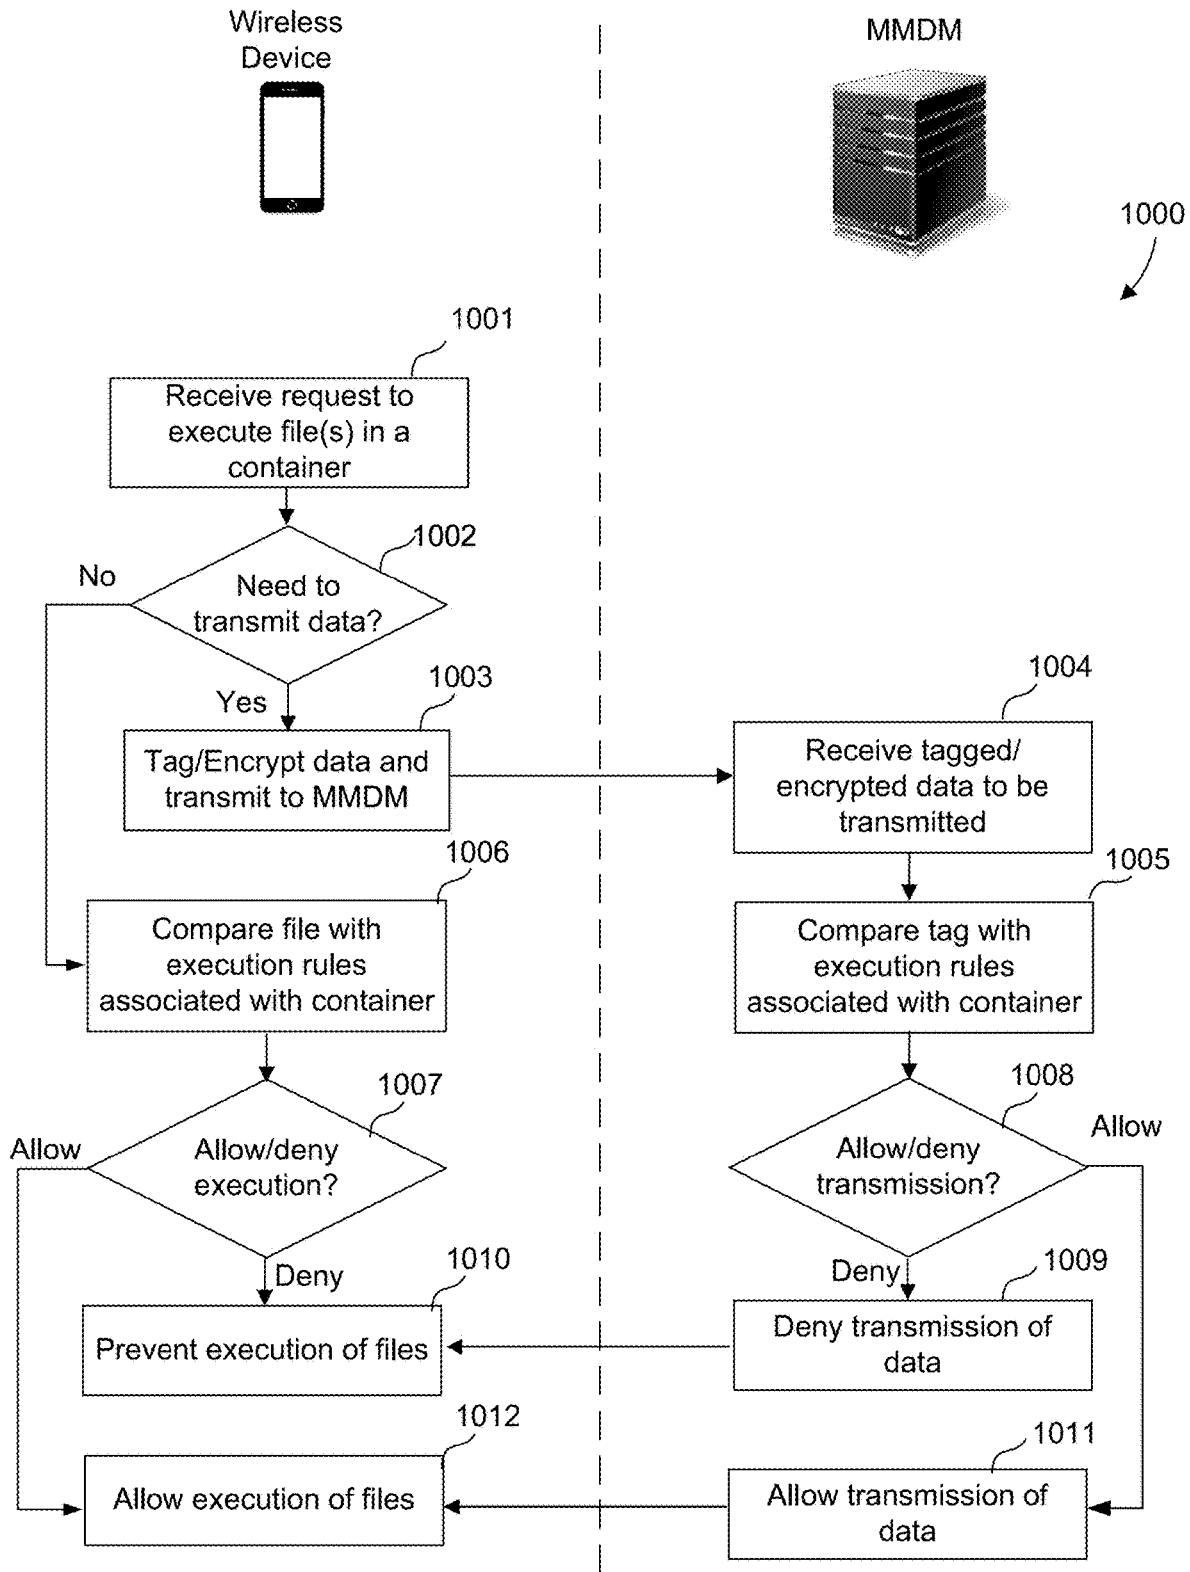 Wireless
Device
MMDM
1000
1001
Receive request to
execute file(s) in a
container
1002
No
Need to
transmit data?
Yes
1003
Tag/Encrypt data and
transmit to MMDM
1004
Receive tagged/
encrypted data to be
transmitted
1006
Compare file with
execution rules
associated with container
1005
Compare tag with
execution rules
associated with container
1007
Allow
Allow/deny
execution?
Deny
1008
Allow
Allow/deny
transmission?
Deny
1010
Prevent execution of files
1009
Deny transmission of
data
1012
Allow execution of files
1011
Allow transmission of
data